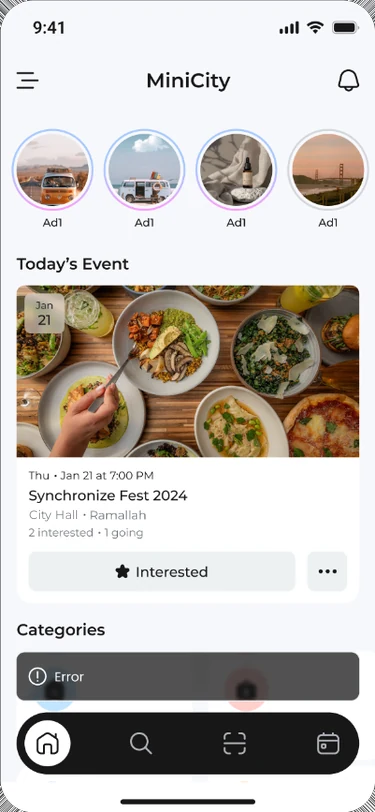 9:41
MiniCity
Ad1
Ad1
Ad1
Ad1
Today’s Event
Jan
21
Thu • Jan 21 at 7:00 PM
Synchronize Fest 2024
City Hall • Ramallah
2 interested • 1 going
Interested
Categories
Error